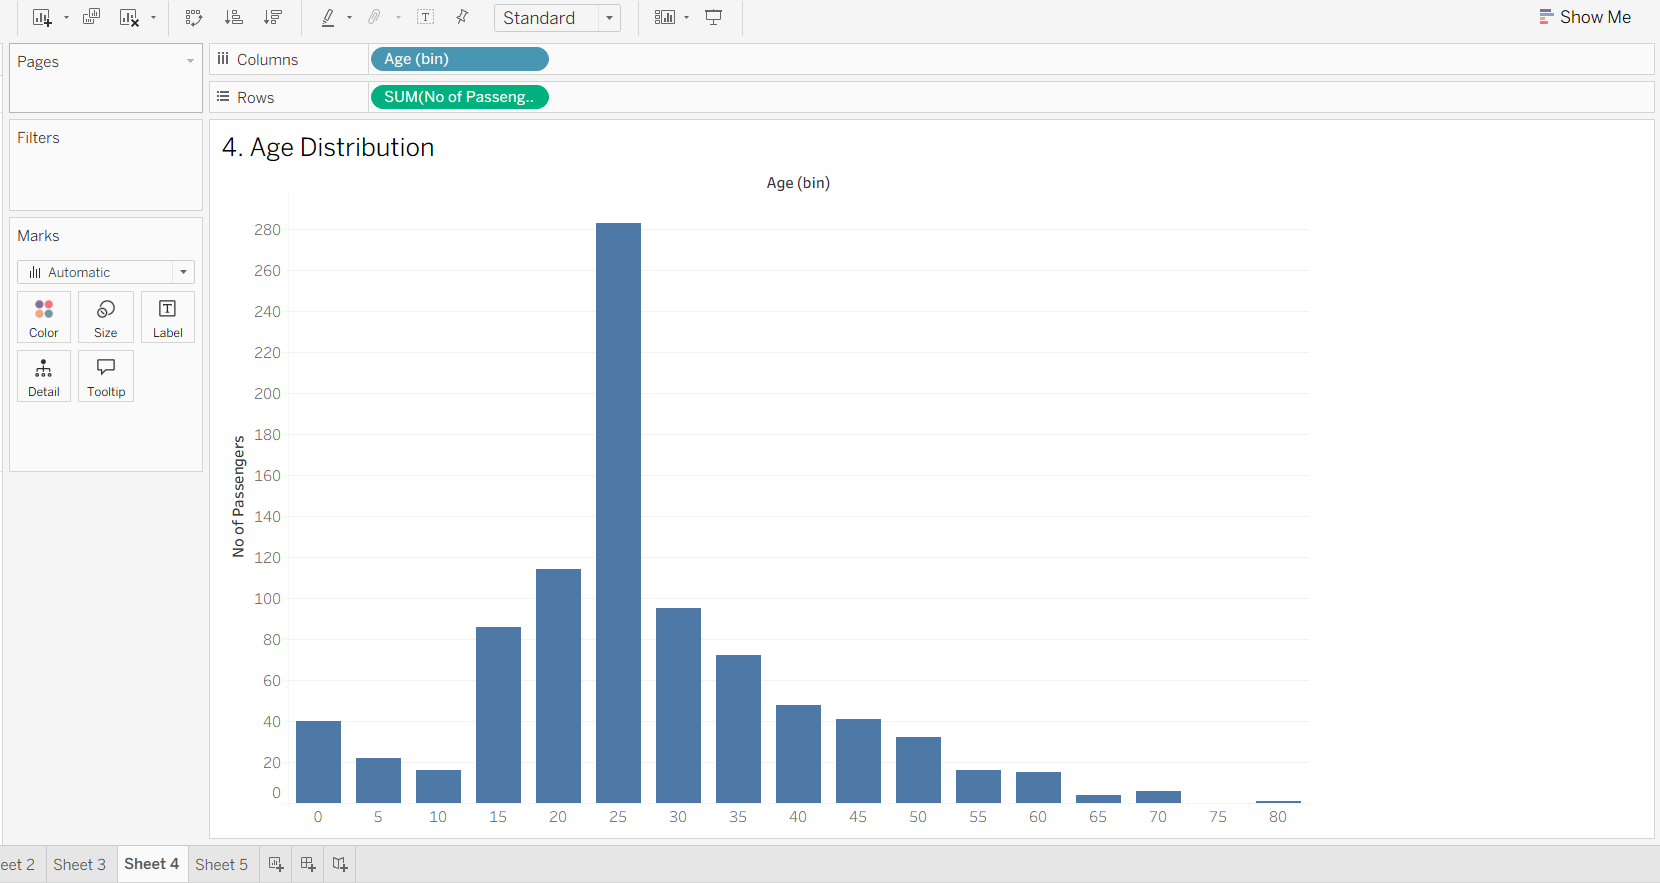 Standard
Show Me
Pages
Columns
Age (bin)
Rows
SUM(No of Passeng..
Filters
Marks
Automatic
Color
Size
Label
Detail
Tooltip
4. Age Distribution
Age (bin)
No of Passengers
280
260
240
220
200
180
160
140
120
100
80
60
40
20
0
0 5 10 15 20 25 30 35 40 45 50 55 60 65 70 75 80
eet 2 Sheet 3 Sheet 4 Sheet 5